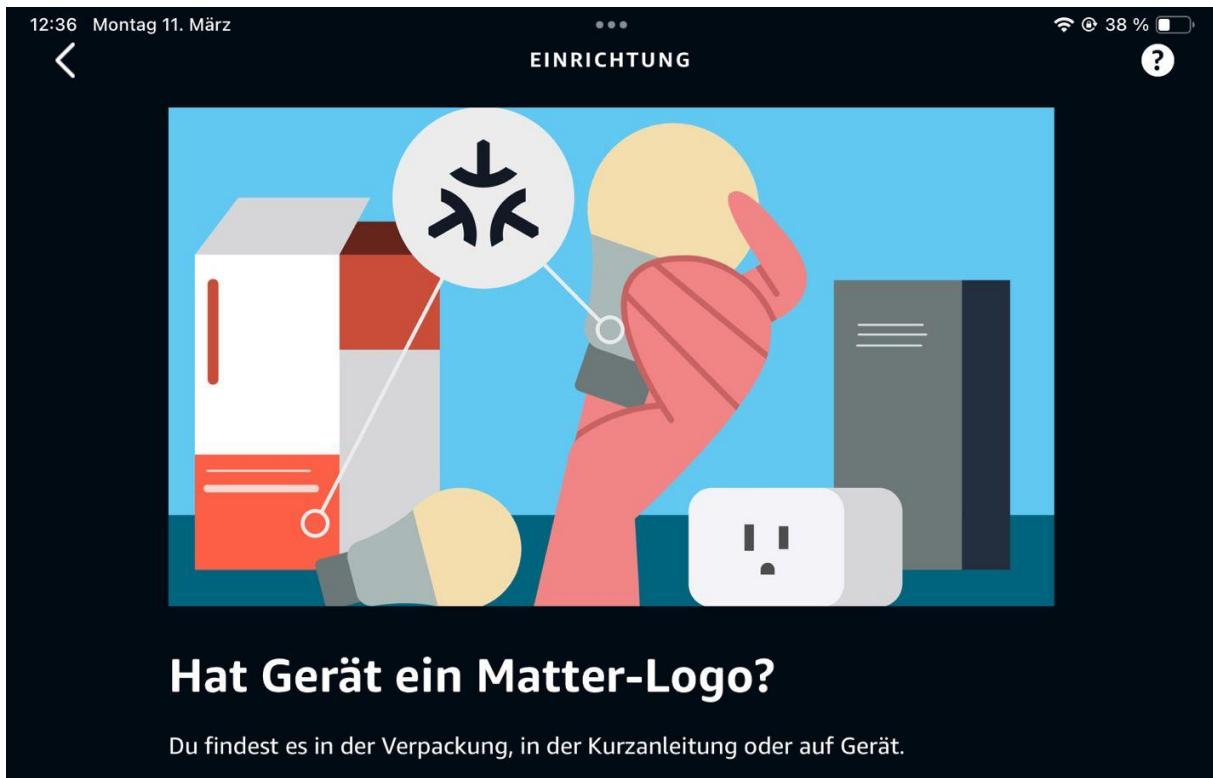 12:36 Montag 11. März
38 %
EINRICHTUNG
?
Hat Gerät ein Matter-Logo?
Du findest es in der Verpackung, in der Kurzanleitung oder auf Gerät.